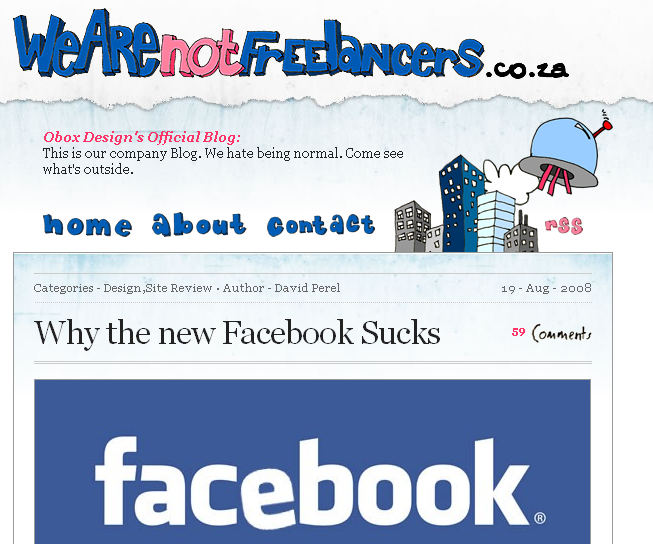 WeAreNotFreelancers.co.za
Obox Design's Official Blog:
This is our company Blog. We hate being normal. Come see
what's outside.
home about contact rss
Categories - Design,Site Review • Author - David Perel 19 - Aug - 2008
Why the new Facebook Sucks 59 Comments
facebook®